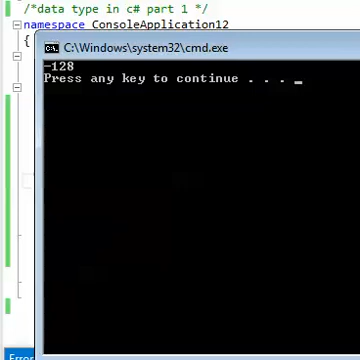 /*data type in c# part 1 */
namespace ConsoleApplication12
{
C:\Windows\system32\cmd.exe
-128
Press any key to continue . . . _
Error